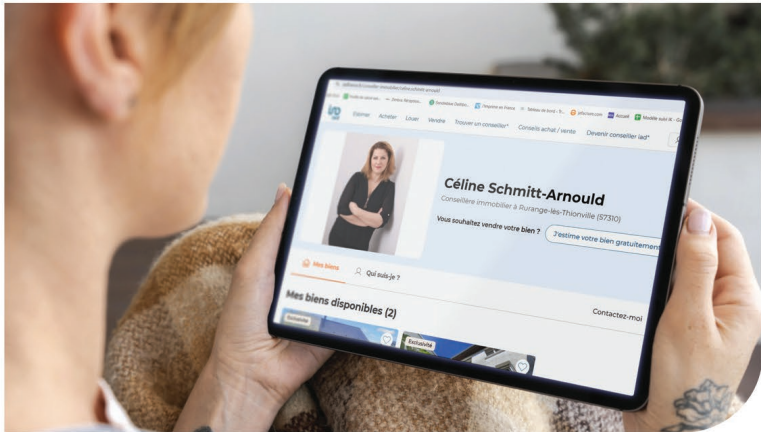 iad
Estimer Acheter Louer Vendre Trouver un conseiller* Conseils achat / vente Devenir conseiller iad*
Céline Schmitt-Arnould
Conseillère immobilier à Rurange-lès-Thionville (57310)
Vous souhaitez vendre votre bien ? J'estime votre bien gratuitement
Mes biens Qui suis-je ?
Contactez-moi
Mes biens disponibles (2)
Exclusivité
Exclusivité